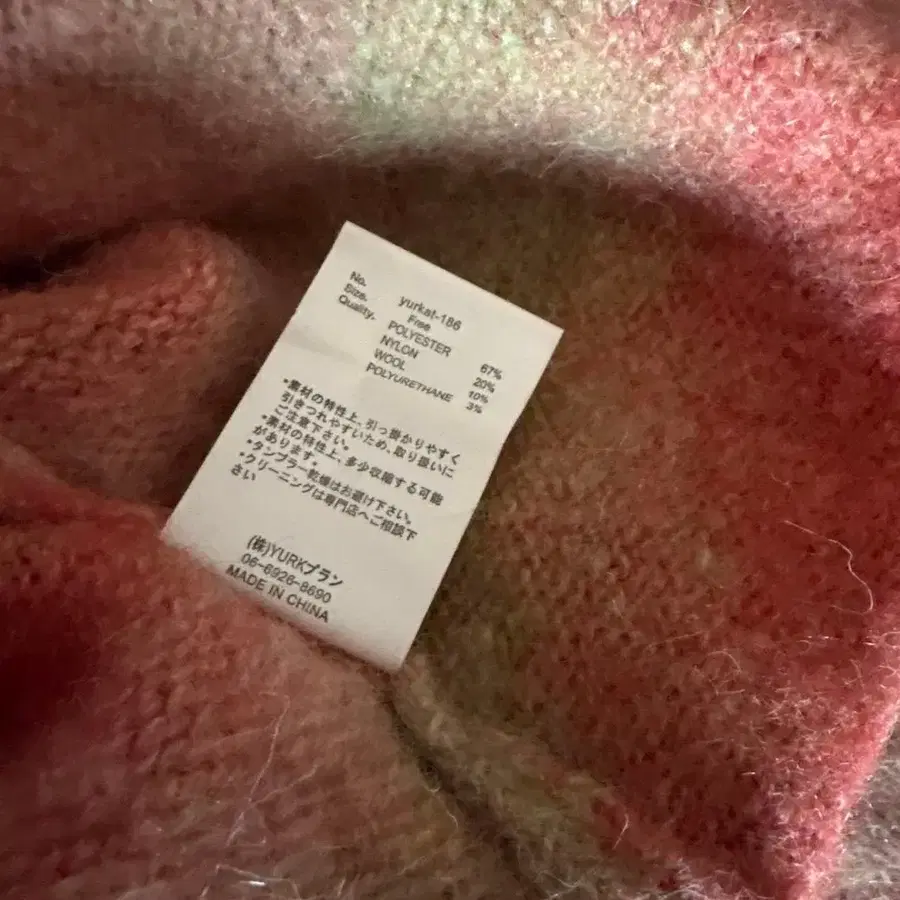 No. yurkat-186
Size. Free
Quality. POLYESTER 67%
NYLON 20%
WOOL 10%
POLYURETHANE 3%
・素材の特性上、引っ掛かりやすく
引きつれやすいため、取り扱いに
ご注意下さい。
・素材の特性上、多少収縮する可能
があります。
・タンブラー乾燥はお避け下さい。
・クリーニングは専門店へご相談下
さい
(株)YURKプラン
06-6926-8690
MADE IN CHINA